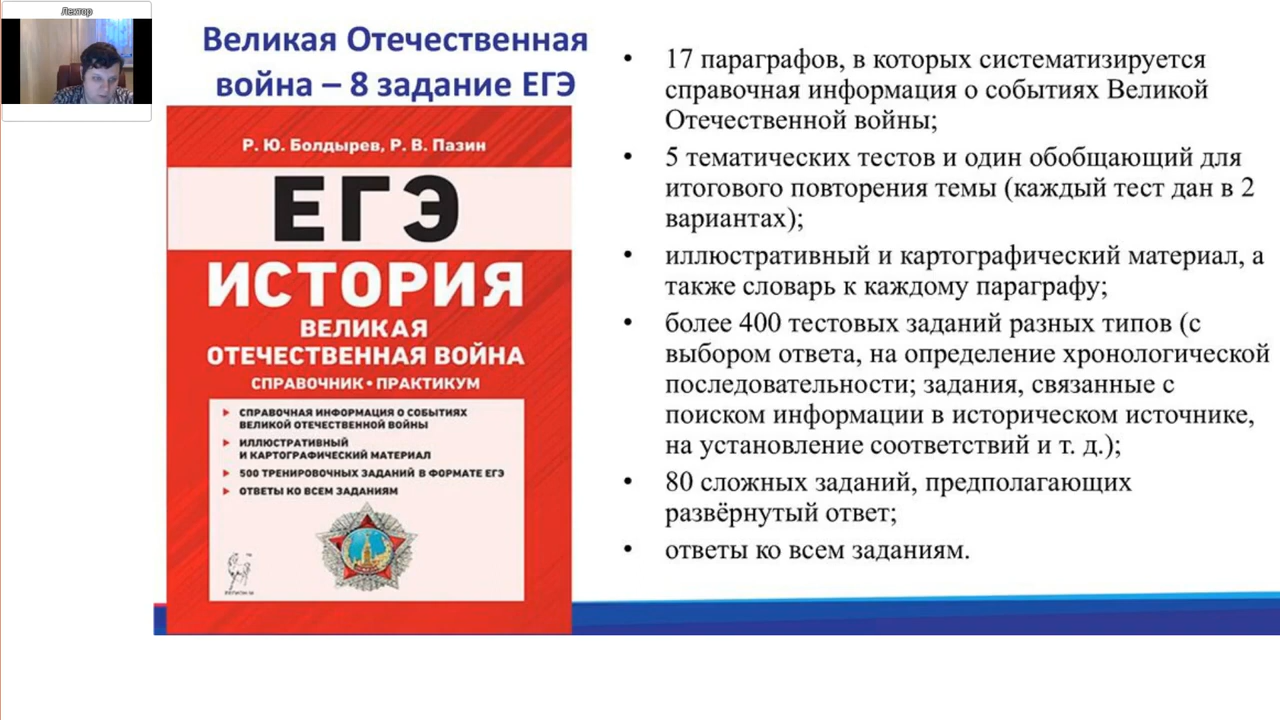 Лектор
Великая Отечественная
война – 8 задание ЕГЭ
Р. Ю. Болдырев, Р. В. Пазин
ЕГЭ
ИСТОРИЯ
ВЕЛИКАЯ
ОТЕЧЕСТВЕННАЯ ВОЙНА
СПРАВОЧНИК • ПРАКТИКУМ
СПРАВОЧНАЯ ИНФОРМАЦИЯ О СОБЫТИЯХ
ВЕЛИКОЙ ОТЕЧЕСТВЕННОЙ ВОЙНЫ
ИЛЛЮСТРАТИВНЫЙ
И КАРТОГРАФИЧЕСКИЙ МАТЕРИАЛ
500 ТРЕНИРОВОЧНЫХ ЗАДАНИЙ В ФОРМАТЕ ЕГЭ
ОТВЕТЫ КО ВСЕМ ЗАДАНИЯМ
• 17 параграфов, в которых систематизируется
справочная информация о событиях Великой
Отечественной войны;
• 5 тематических тестов и один обобщающий для
итогового повторения темы (каждый тест дан в 2
вариантах);
• иллюстративный и картографический материал, а
также словарь к каждому параграфу;
• более 400 тестовых заданий разных типов (с
выбором ответа, на определение хронологической
последовательности; задания, связанные с
поиском информации в историческом источнике,
на установление соответствий и т. д.);
• 80 сложных заданий, предполагающих
развёрнутый ответ;
• ответы ко всем заданиям.